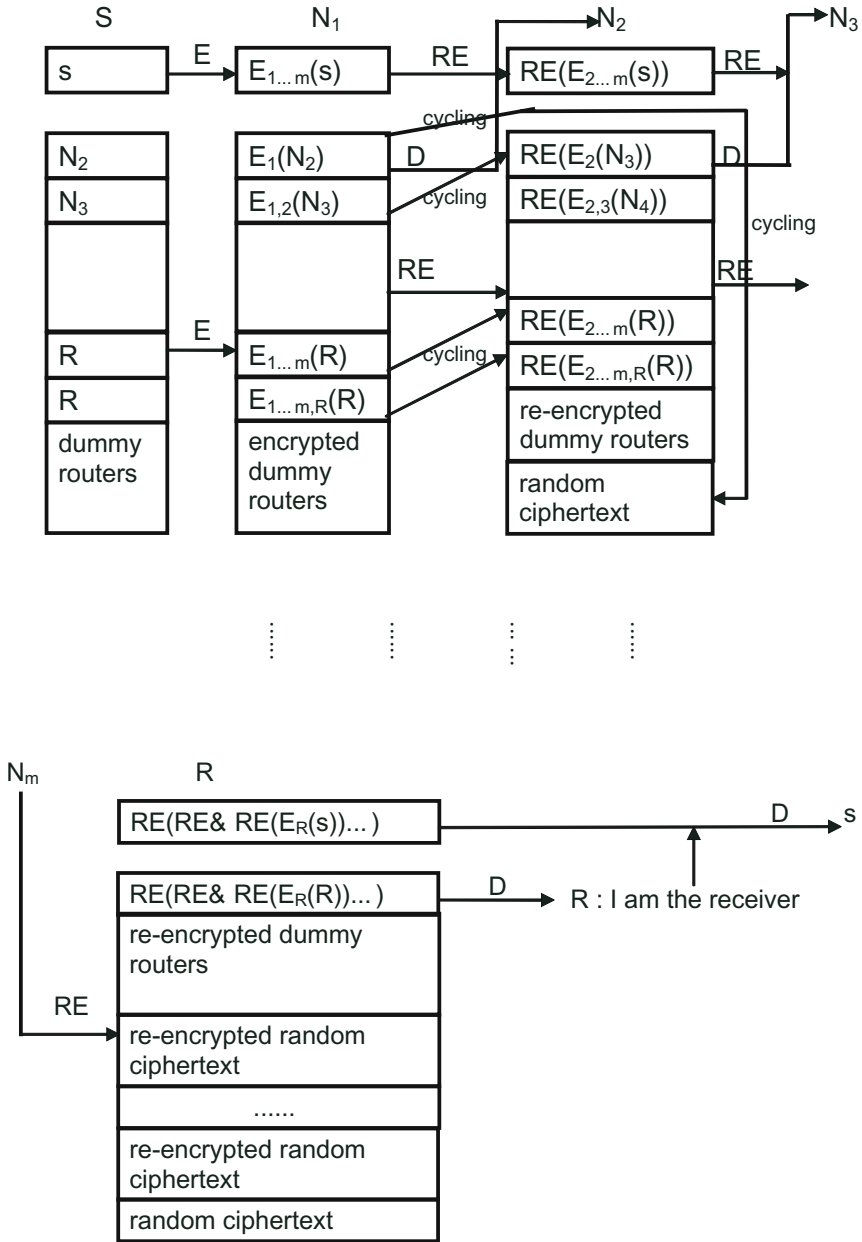 S N₁ N₂ N₃
s E E₁... ₘ(s) RE RE(E₂...ₘ(s)) RE
cycling
N₂ E₁(N₂) D RE(E₂(N₃)) D
N₃ E₁,₂(N₃) cycling RE(E₂,₃(N₄))
cycling
RE RE
E RE(E₂...ₘ(R))
R E₁... ₘ(R) cycling RE(E₂...ₘ,R(R))
R E₁...ₘ,R(R)
re-encrypted
dummy routers
dummy
routers
encrypted
dummy
routers
random
ciphertext
Nₘ R
RE(RE& RE(E_R(s))...) D s
RE(RE& RE(E_R(R))...) D R : I am the receiver
re-encrypted dummy
routers
RE
re-encrypted random
ciphertext
......
re-encrypted random
ciphertext
random ciphertext